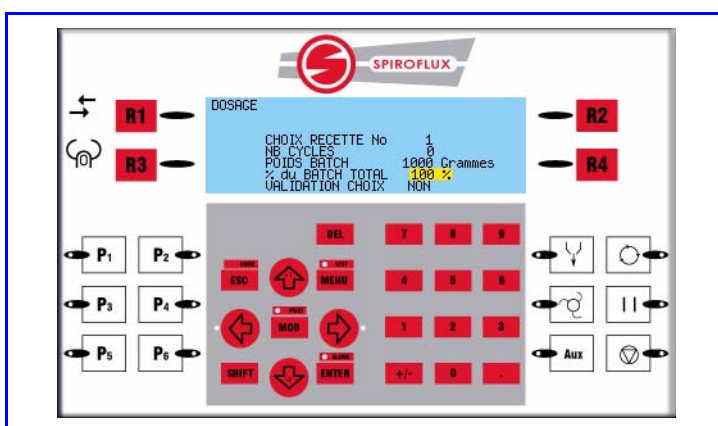 SPIROFLUX
DOSAGE
CHOIX RECETTE No 1
NB CYCLES 0
POIDS BATCH 1000 Grammes
% du BATCH TOTAL 100 %
VALIDATION CHOIX NON
R1
R2
R3
R4
DEL 7 8 9
P1 P2
ESC MENU 4 5 6
P3 P4
MOD 1 2 3
P5 P6
Aux
SHIFT ENTER +/- 0 .